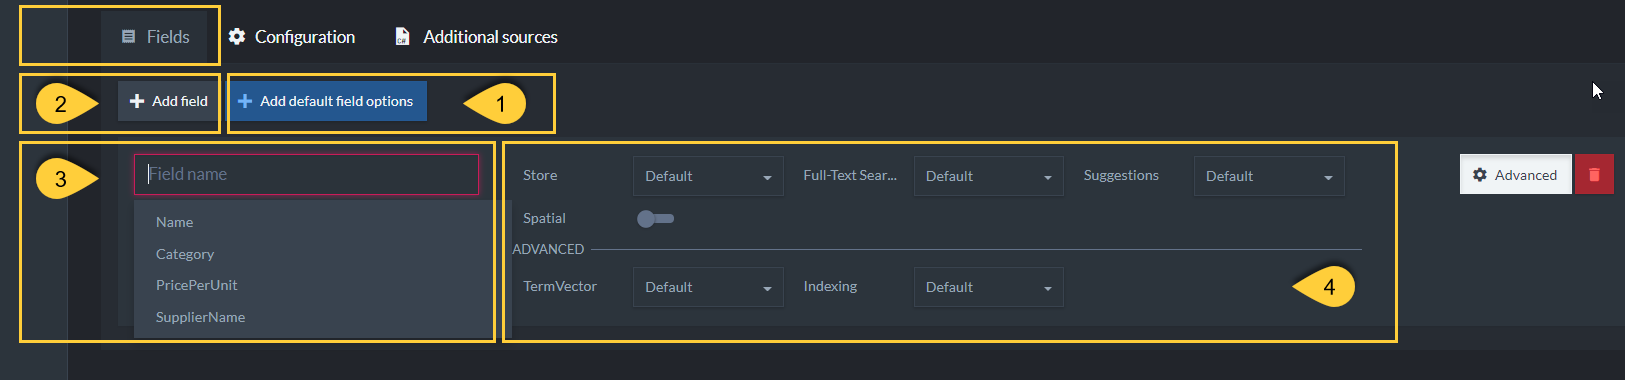 Fields Configuration C# Additional sources
2 Add field Add default field options 1
3 Field name Store Default Full-Text Sear... Default Suggestions Default Advanced
Name Spatial
Category ADVANCED
PricePerUnit TermVector Default Indexing Default 4
SupplierName